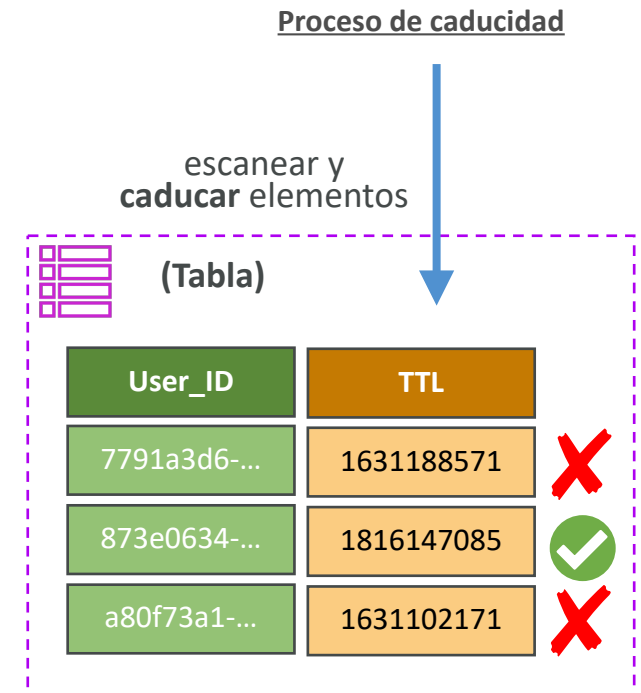 Proceso de caducidad
escanear y
caducar elementos
(Tabla)
User_ID TTL
7791a3d6-... 1631188571
873e0634-... 1816147085
a80f73a1-... 1631102171